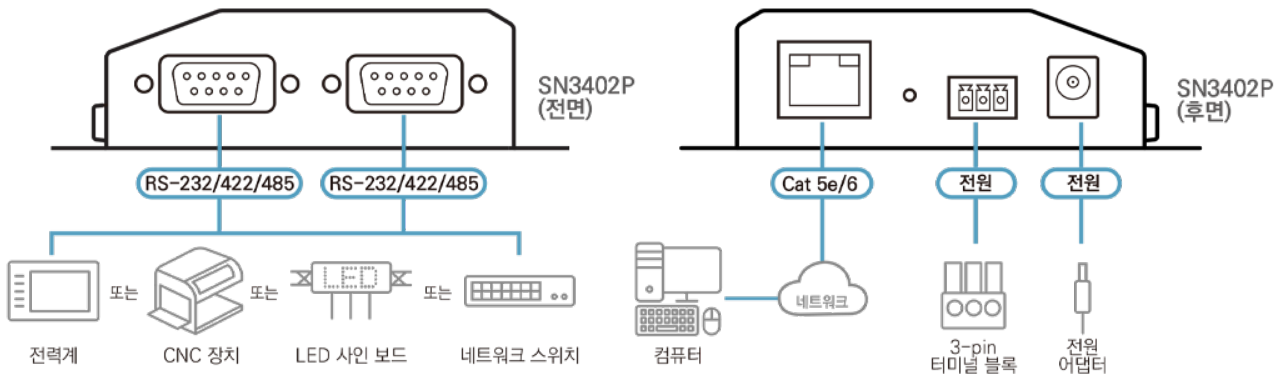 SN3402P
(전면)
SN3402P
(후면)
RS-232/422/485
RS-232/422/485
Cat 5e/6
전원
전원
또는
또는
LED
또는
네트워크
전력계
CNC 장치
LED 사인 보드
네트워크 스위치
컴퓨터
3-pin
터미널 블록
전원
어댑터